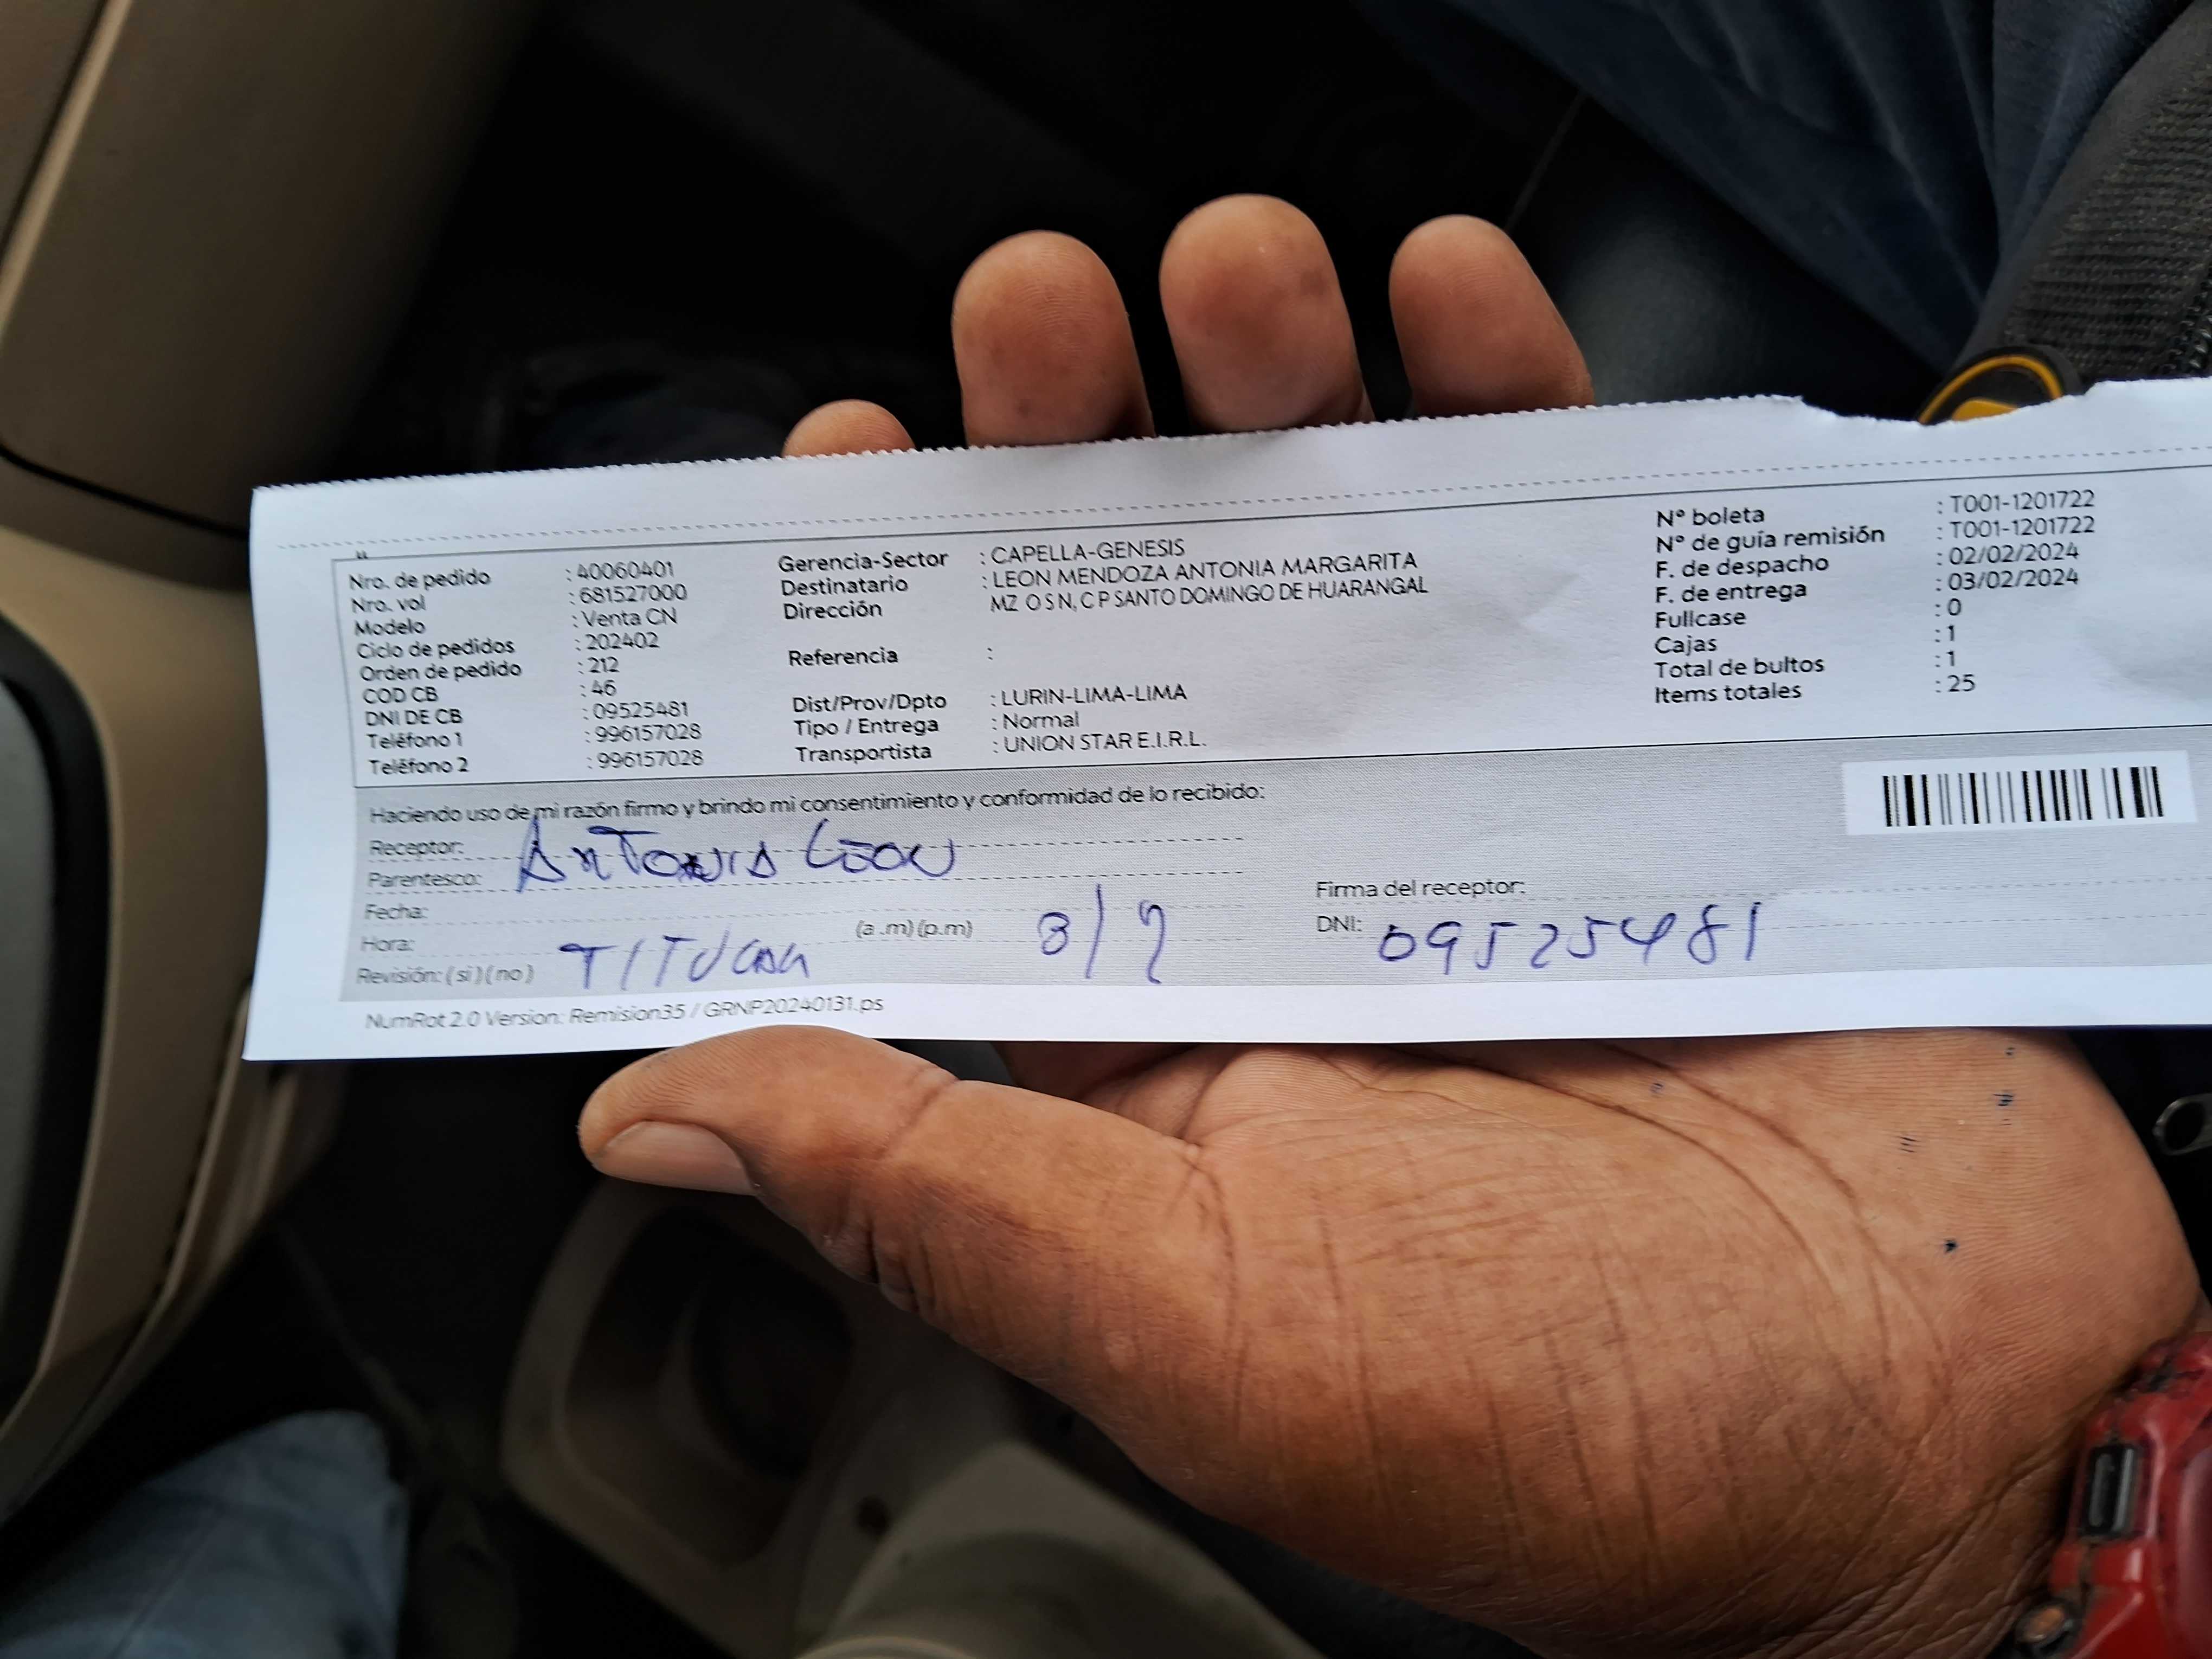 Nro. de pedido : 40060401
Nro. vol : 681527000
Modelo : Venta CN
Ciclo de pedidos : 202402
Orden de pedido : 212
COD CB : 46
DNI DE CB : 09525481
Teléfono 1 : 996157028
Teléfono 2 : 996157028
Gerencia-Sector : CAPELLA-GENESIS
Destinatario : LEON MENDOZA ANTONIA MARGARITA
Dirección MZ O S N, C P SANTO DOMINGO DE HUARANGAL
Referencia :
Dist/Prov/Dpto : LURIN-LIMA-LIMA
Tipo / Entrega : Normal
Transportista : UNION STAR E.I.R.L.
N° boleta : T001-1201722
N° de guía remisión : T001-1201722
F. de despacho : 02/02/2024
F. de entrega : 03/02/2024
Fullcase : 0
Cajas : 1
Total de bultos : 1
Items totales : 25
Haciendo uso de mi razón firmo y brindo mi consentimiento y conformidad de lo recibido:
Receptor: ANTONIA LEON
Parentesco:
Fecha:
Hora: (a .m) (p.m) 3/2
Revisión: ( si ) ( no ) TITULAR
Firma del receptor:
DNI: 09525481
NumRot 2.0 Version: Remision35 / GRNP20240131.ps